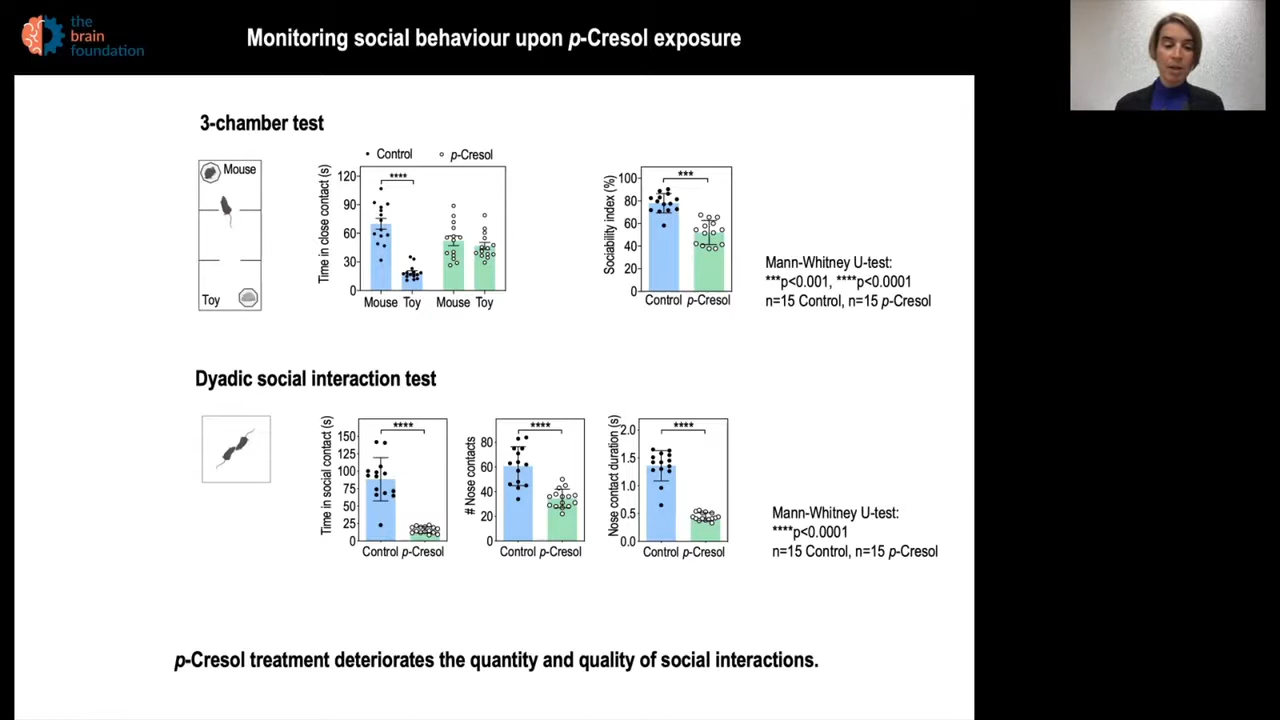 the
brain
foundation
Monitoring social behaviour upon p-Cresol exposure
3-chamber test
Mouse
Toy
Control p-Cresol
Time in close contact (s)
120
90
60
30
0
****
Mouse Toy Mouse Toy
Sociability index (%)
100
80
60
40
20
0
***
Control p-Cresol
Mann-Whitney U-test:
***p<0.001, ****p<0.0001
n=15 Control, n=15 p-Cresol
Dyadic social interaction test
Time in social contact (s)
150
125
100
75
50
25
0
****
Control p-Cresol
# Nose contacts
80
60
40
20
0
****
Control p-Cresol
Nose contact duration (s)
2.0
1.5
1.0
0.5
0.0
****
Control p-Cresol
Mann-Whitney U-test:
****p<0.0001
n=15 Control, n=15 p-Cresol
p-Cresol treatment deteriorates the quantity and quality of social interactions.